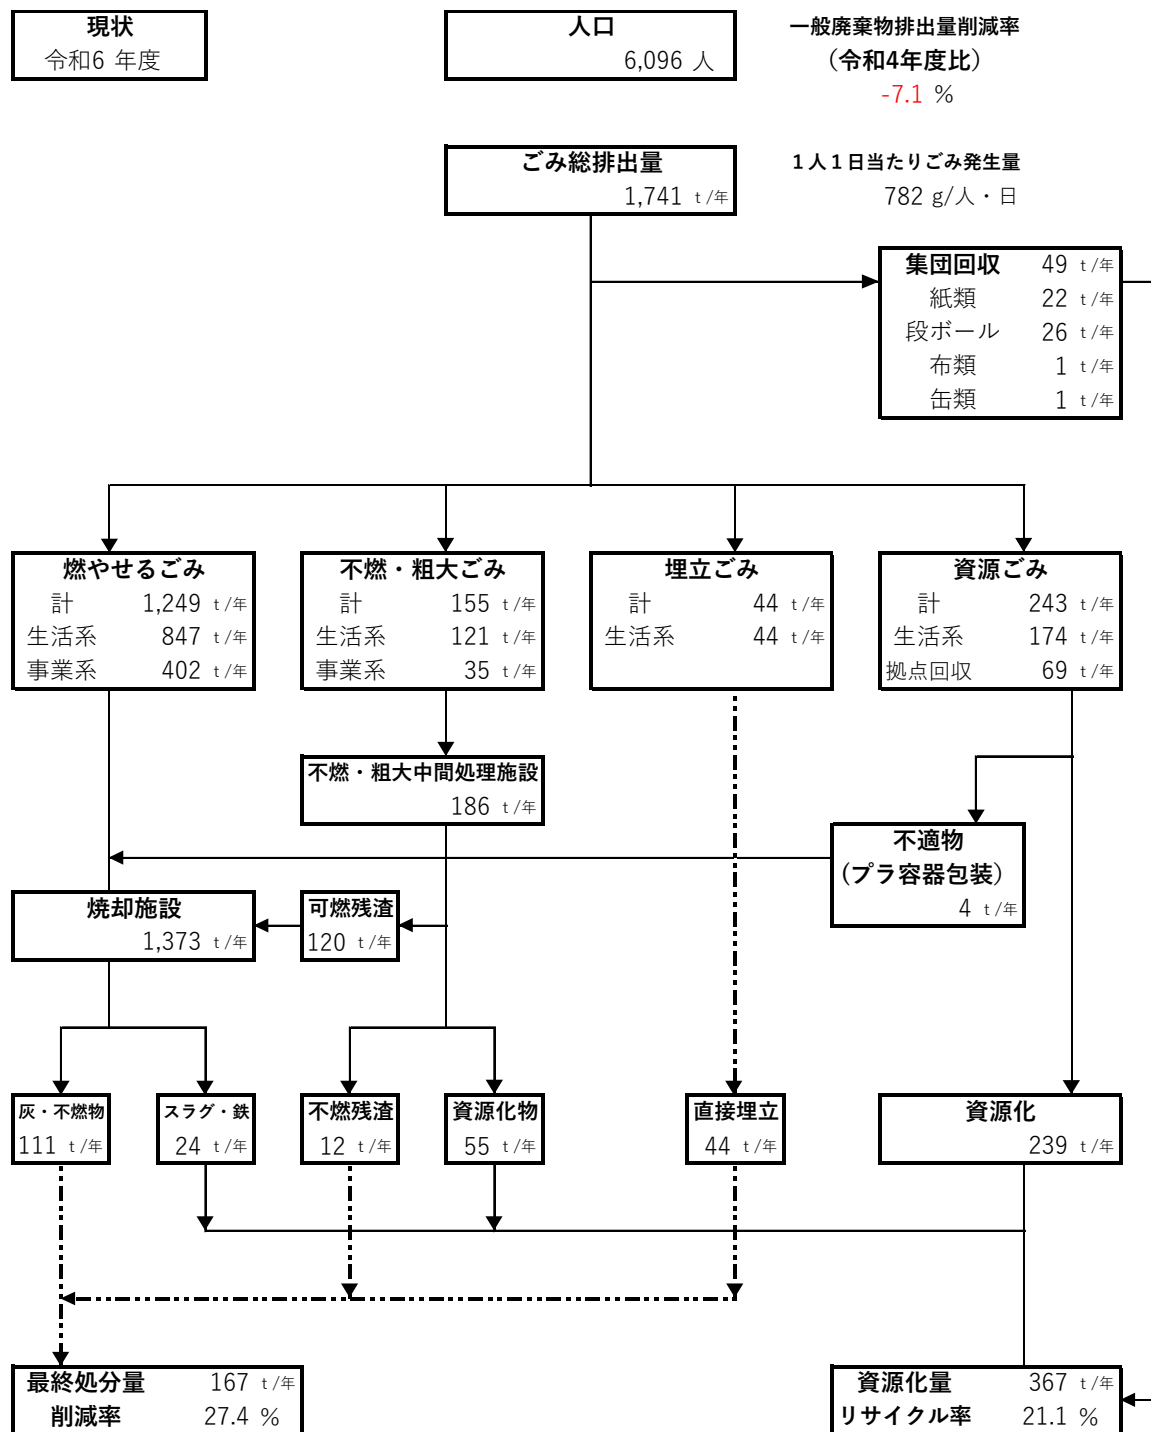 現状
令和6 年度
人口
6,096 人
一般廃棄物排出量削減率
(令和4年度比)
-7.1 %
ごみ総排出量
1,741 t/年
１人１日当たりごみ発生量
782 g/人・日
集団回収 49 t/年
紙類 22 t/年
段ボール 26 t/年
布類 1 t/年
缶類 1 t/年
燃やせるごみ
計 1,249 t/年
生活系 847 t/年
事業系 402 t/年
不燃・粗大ごみ
計 155 t/年
生活系 121 t/年
事業系 35 t/年
埋立ごみ
計 44 t/年
生活系 44 t/年
資源ごみ
計 243 t/年
生活系 174 t/年
拠点回収 69 t/年
不燃・粗大中間処理施設
186 t/年
不適物
(プラ容器包装)
4 t/年
焼却施設
1,373 t/年
可燃残渣
120 t/年
灰・不燃物
111 t/年
スラグ・鉄
24 t/年
不燃残渣
12 t/年
資源化物
55 t/年
直接埋立
44 t/年
資源化
239 t/年
最終処分量 167 t/年
削減率 27.4 %
資源化量 367 t/年
リサイクル率 21.1 %